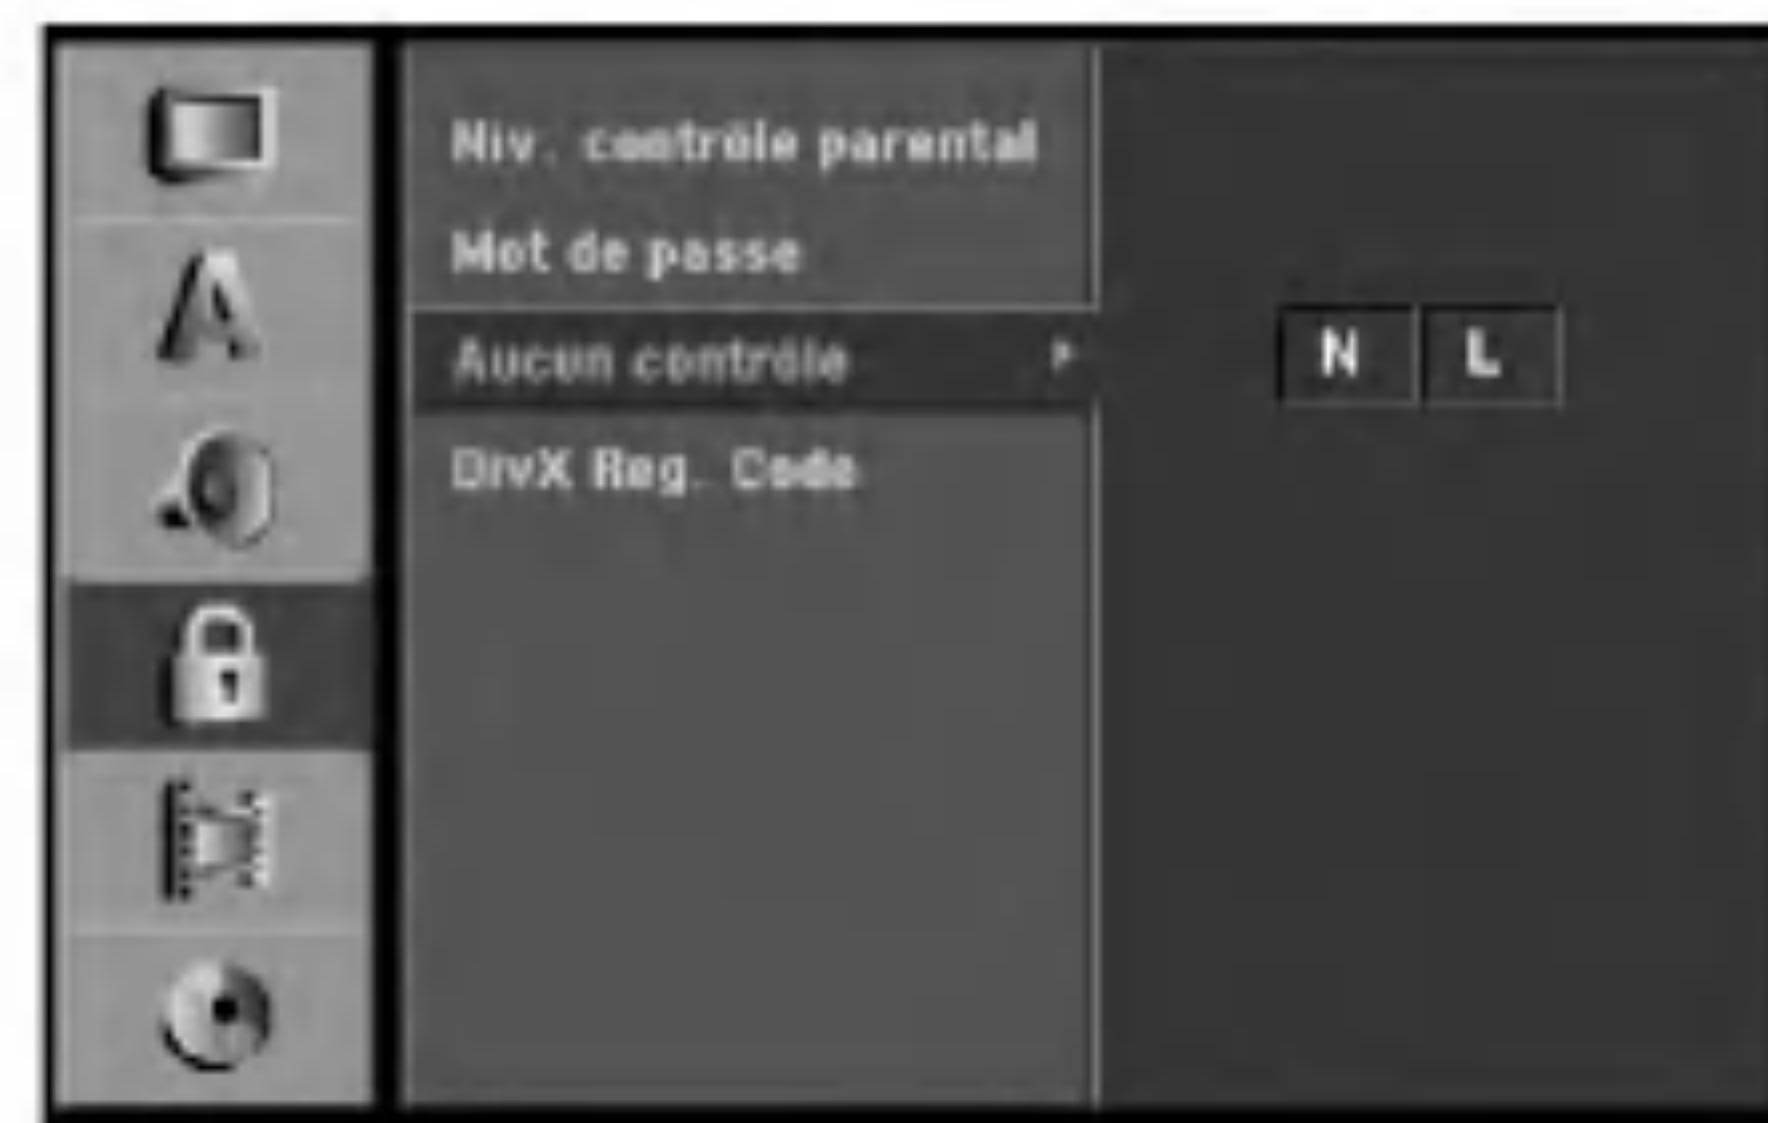 Niv. contrôle parental
Mot de passe
Aucun contrôle
N L
DivX Reg. Code